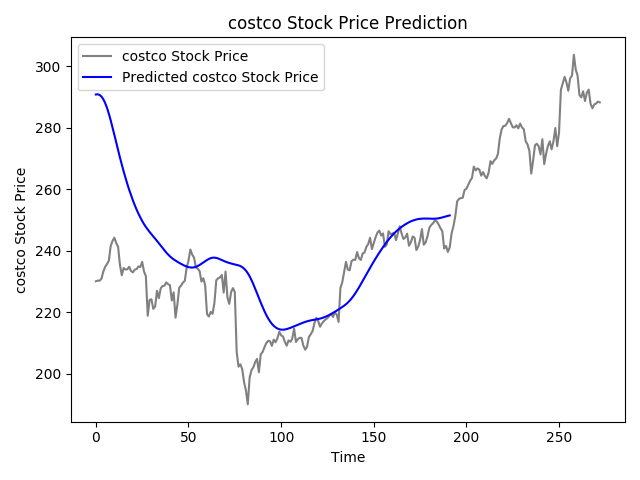 costco Stock Price Prediction
costco Stock Price
Predicted costco Stock Price
costco Stock Price
300
280
260
240
220
200
0
50
100
150
200
250
Time